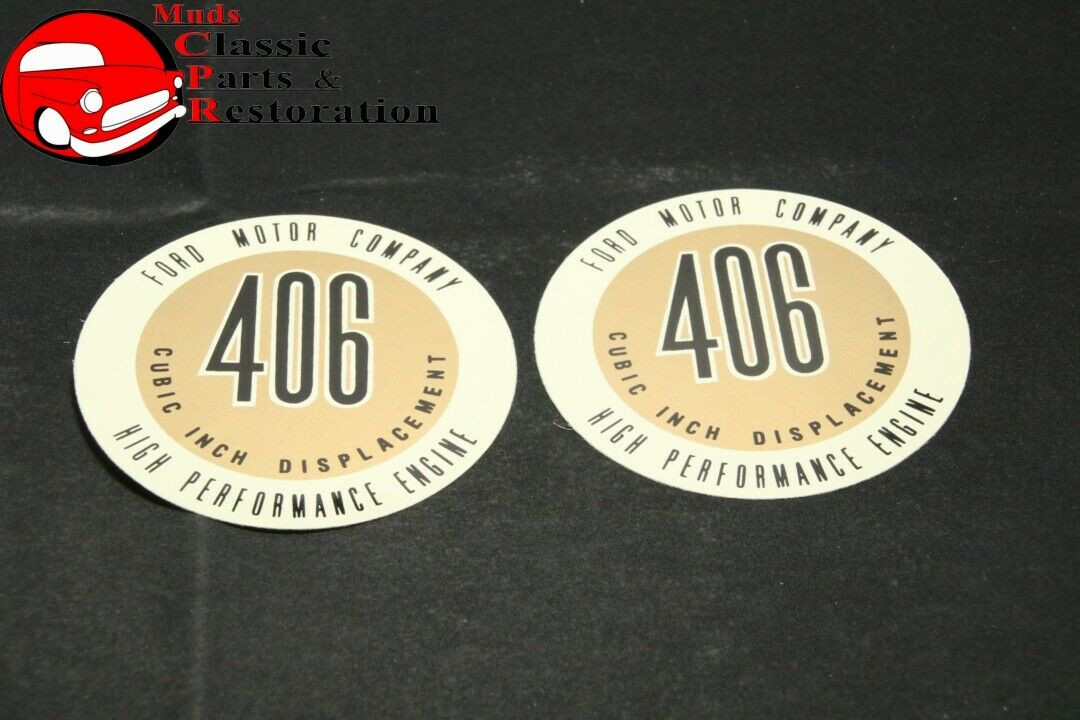 Muds
Classic
Parts &
Restoration
FORD MOTOR COMPANY
406
CUBIC INCH DISPLACEMENT
HIGH PERFORMANCE ENGINE
FORD MOTOR COMPANY
406
CUBIC INCH DISPLACEMENT
HIGH PERFORMANCE ENGINE